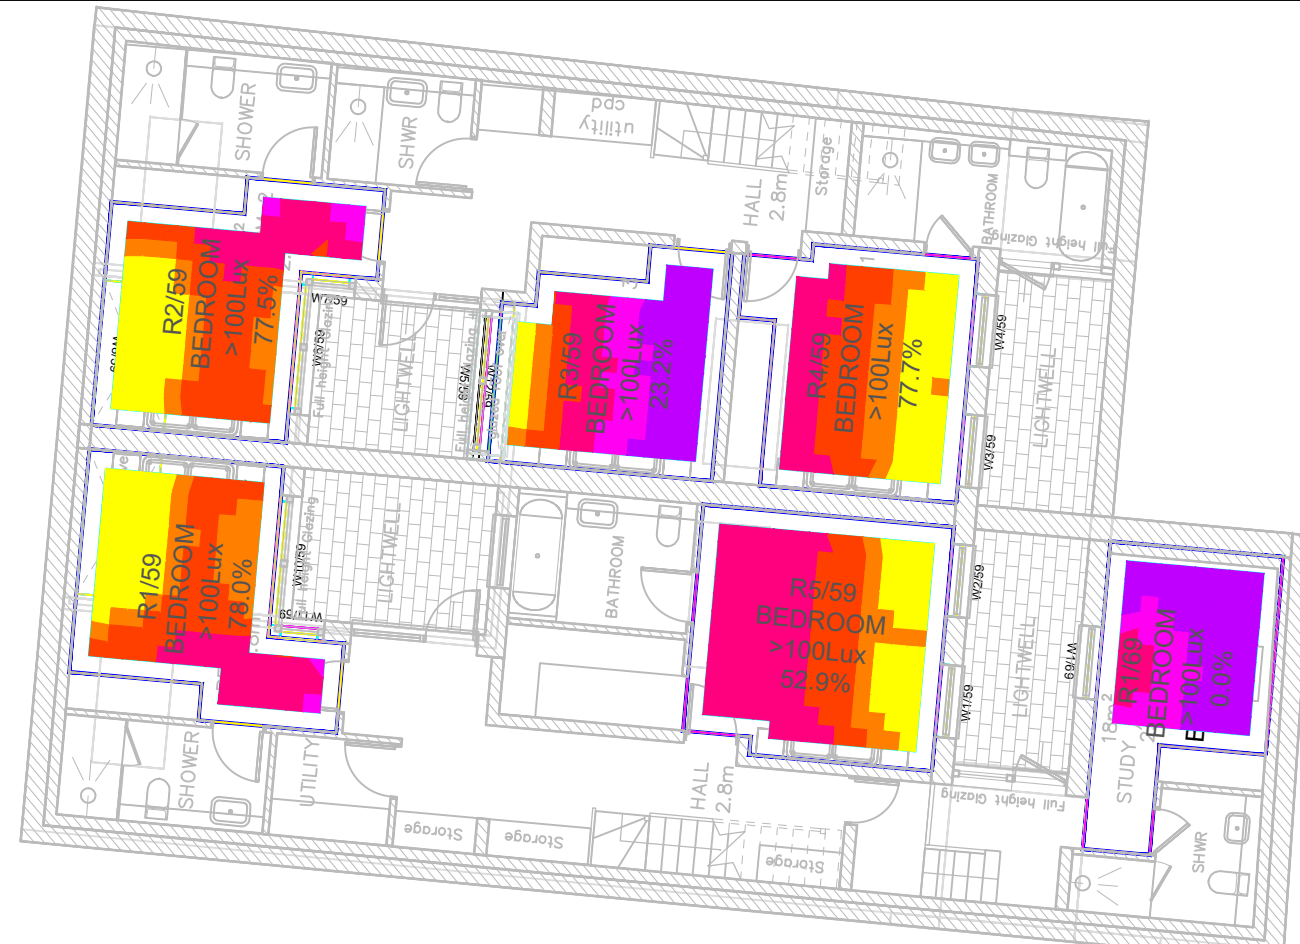 SHOWER
SHWR
utility
cpd
Storage
HALL
2.8m
BATHROOM
Full height Glazing
R2/59
BEDROOM
>100Lux
77.5%
W7/59
W6/59
Full height Glazing
LIGHTWELL
W5/59
R3/59
BEDROOM
>100Lux
23.2%
R4/59
BEDROOM
>100Lux
77.7%
W4/59
W3/59
LIGHTWELL
R1/59
BEDROOM
>100Lux
78.0%
W10/59
W11/59
LIGHTWELL
BATHROOM
R5/59
BEDROOM
>100Lux
52.9%
W2/59
W1/59
LIGHTWELL
W1/69
R1/69
BEDROOM
>100Lux
0.0%
18m²
STUDY
Full height Glazing
SHOWER
UTILITY
Storage
Storage
HALL
2.8m
Storage
SHWR